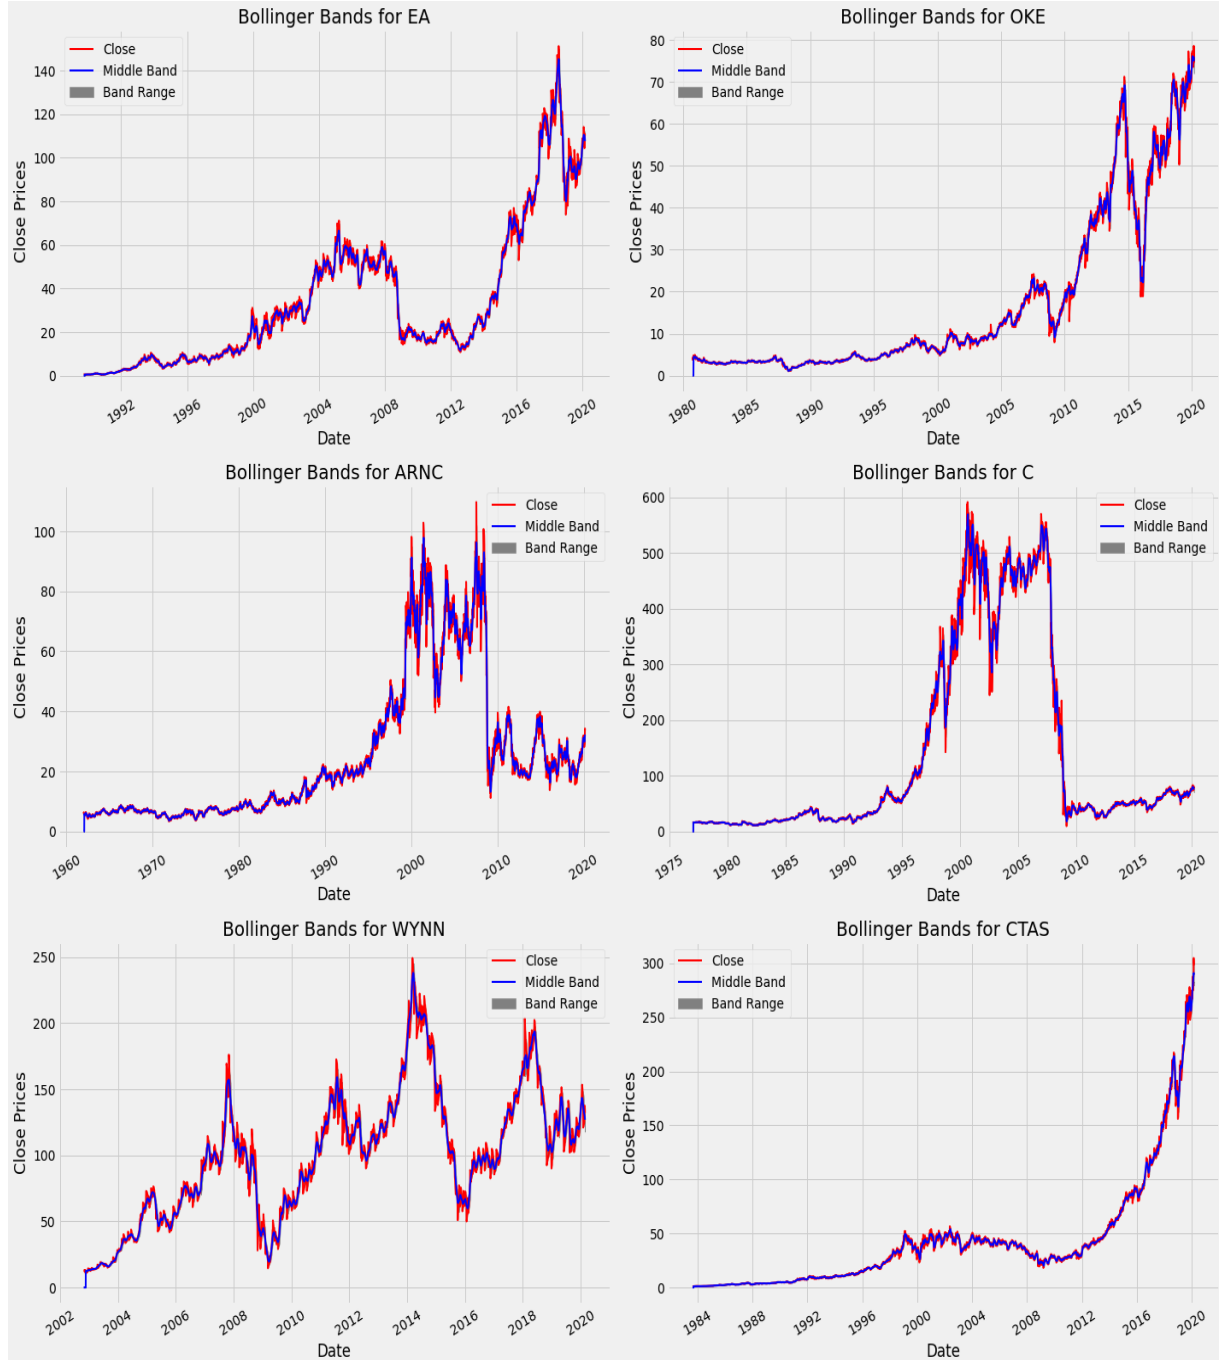 Bollinger Bands for EA
Close
Middle Band
Band Range
Close Prices
140
120
100
80
60
40
20
0
1992
1996
2000
2004
2008
2012
2016
2020
Date
Bollinger Bands for OKE
Close
Middle Band
Band Range
Close Prices
80
70
60
50
40
30
20
10
0
1980
1985
1990
1995
2000
2005
2010
2015
2020
Date
Bollinger Bands for ARNC
Close
Middle Band
Band Range
Close Prices
100
80
60
40
20
0
1960
1970
1980
1990
2000
2010
2020
Date
Bollinger Bands for C
Close
Middle Band
Band Range
Close Prices
600
500
400
300
200
100
0
1975
1980
1985
1990
1995
2000
2005
2010
2015
2020
Date
Bollinger Bands for WYNN
Close
Middle Band
Band Range
Close Prices
250
200
150
100
50
0
2002
2004
2006
2008
2010
2012
2014
2016
2018
2020
Date
Bollinger Bands for CTAS
Close
Middle Band
Band Range
Close Prices
300
250
200
150
100
50
0
1984
1988
1992
1996
2000
2004
2008
2012
2016
2020
Date